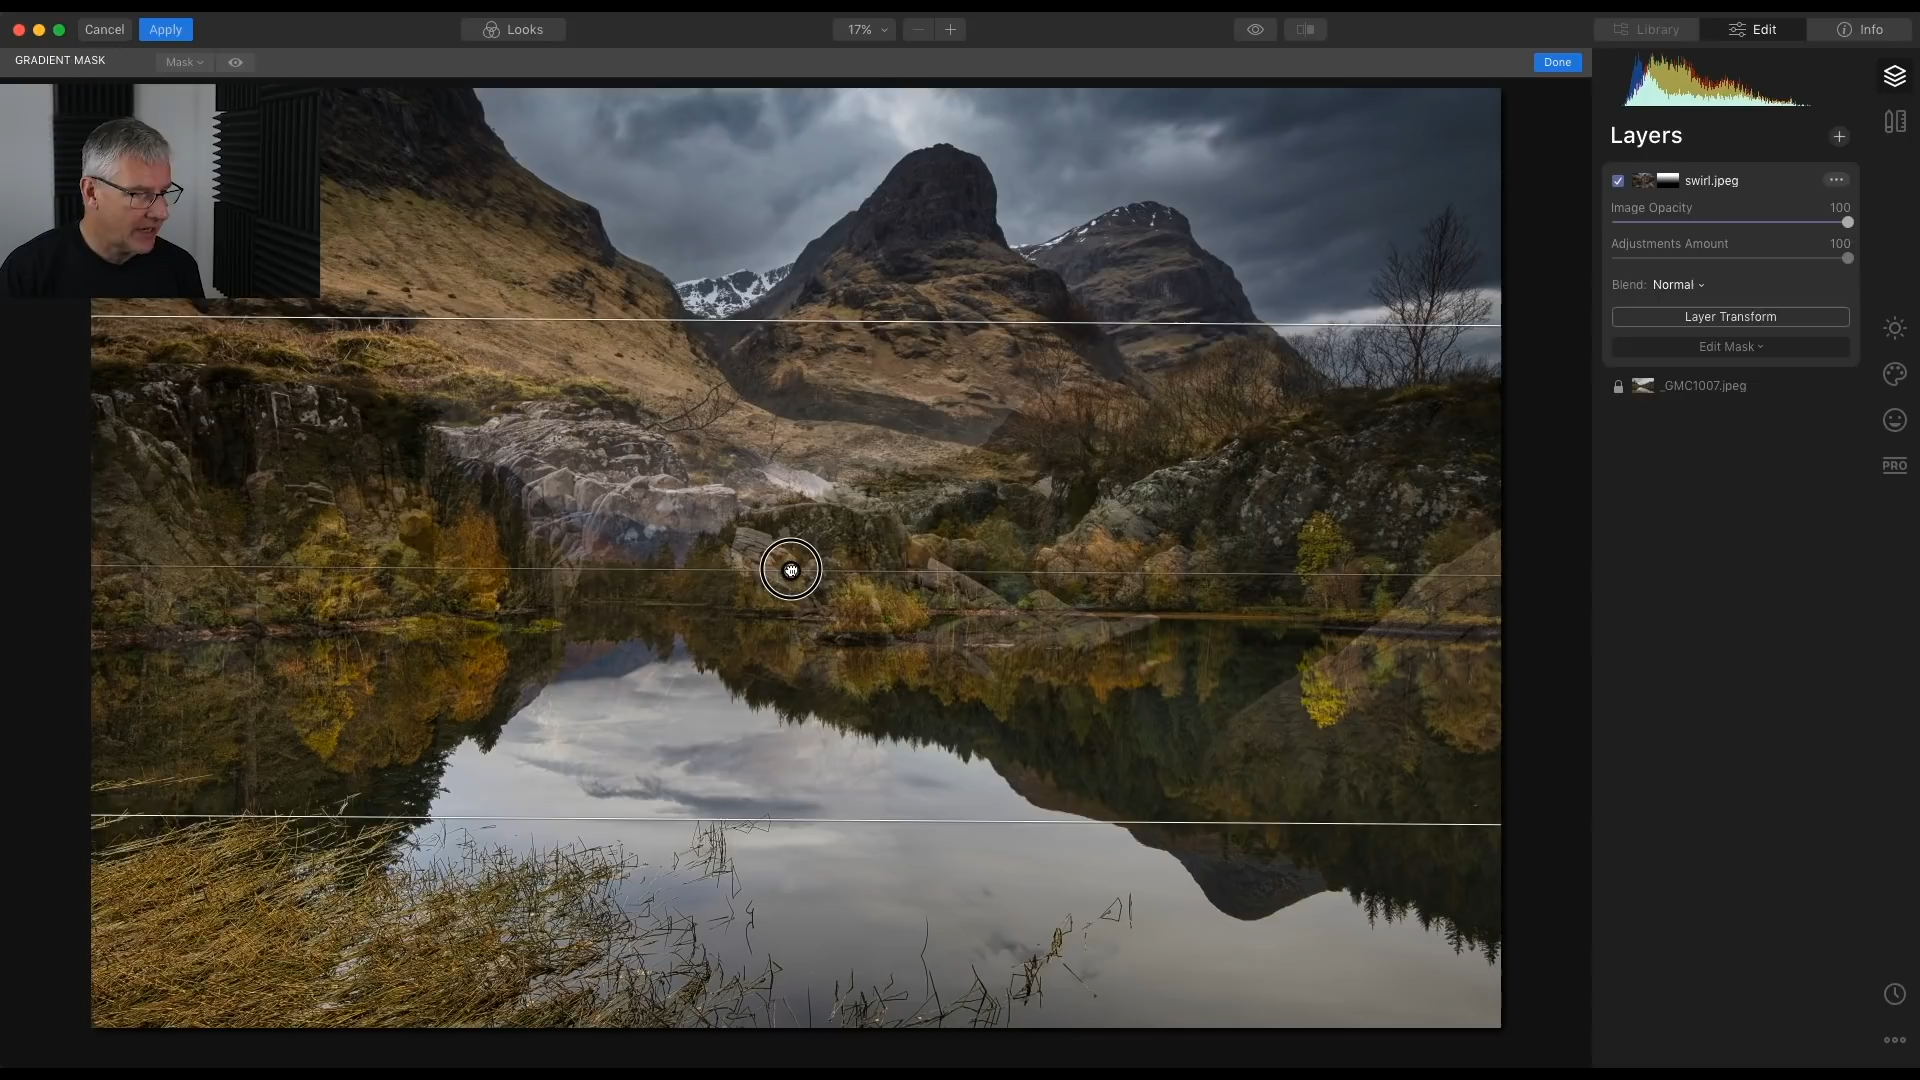 Cancel Apply Looks 17% Library Edit Info
GRADIENT MASK Mask Done
Layers
swirl.jpeg
Image Opacity 100
Adjustments Amount 100
Blend: Normal
Layer Transform
Edit Mask
_GMC1007.jpeg
PRO